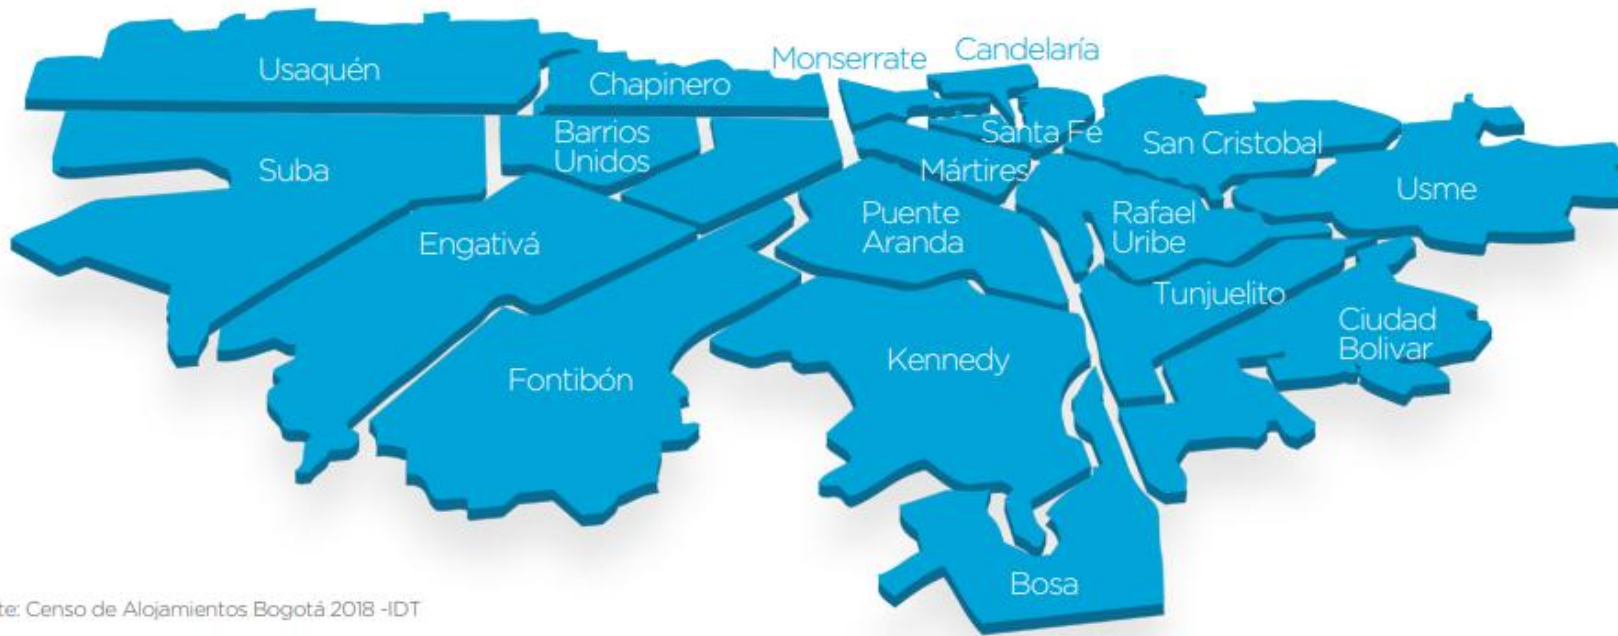 Usaquén
Chapinero
Monserrate
Candelaría
Suba
Barrios
Unidos
Santa Fe
San Cristobal
Mártires
Usme
Engativá
Puente
Aranda
Rafael
Uribe
Tunjuelito
Fontibón
Kennedy
Ciudad
Bolivar
Bosa
te: Censo de Alojamientos Bogotá 2018 -IDT